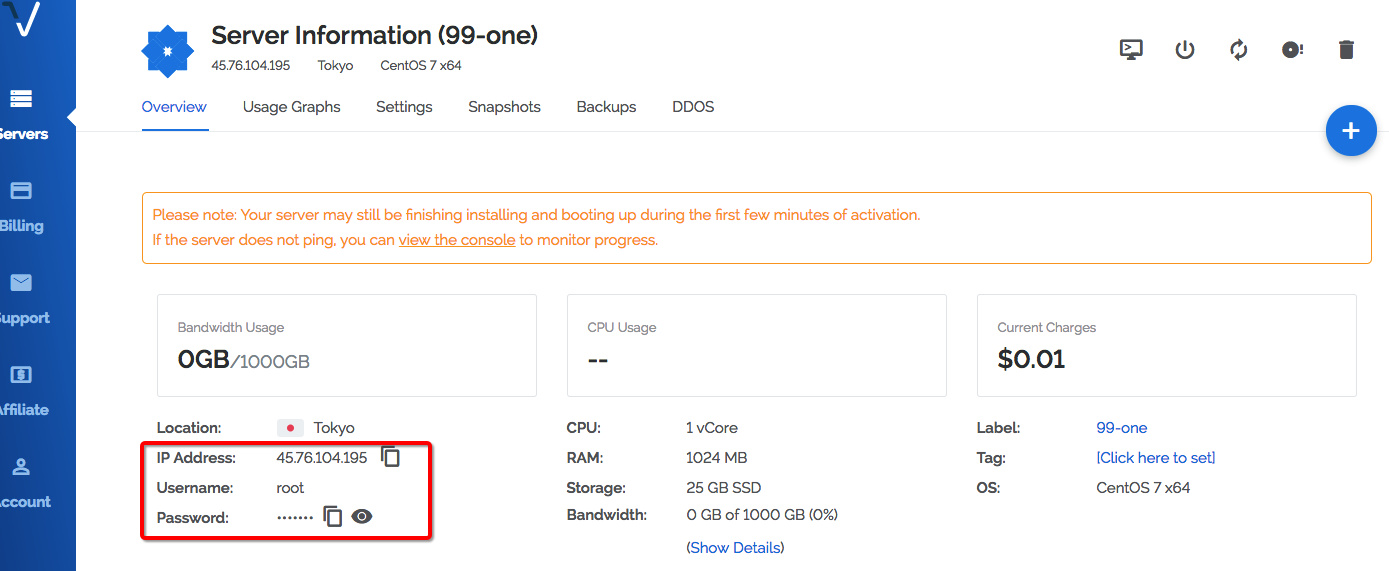 Server Information (99-one)
45.76.104.195 Tokyo CentOS 7 x64
Overview Usage Graphs Settings Snapshots Backups DDOS
Servers
Billing
Support
Affiliate
Account
Please note: Your server may still be finishing installing and booting up during the first few minutes of activation.
If the server does not ping, you can view the console to monitor progress.
Bandwidth Usage
0GB/1000GB
CPU Usage
--
Current Charges
$0.01
Location: Tokyo
IP Address: 45.76.104.195
Username: root
Password: •••••••
CPU: 1 vCore
RAM: 1024 MB
Storage: 25 GB SSD
Bandwidth: 0 GB of 1000 GB (0%)
(Show Details)
Label: 99-one
Tag: [Click here to set]
OS: CentOS 7 x64